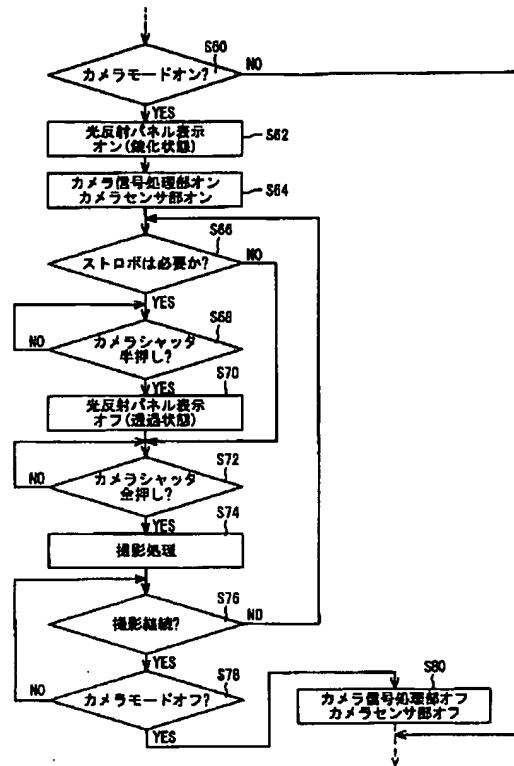 S60
カメラモードオン?
NO
YES
光反射パネル表示
オン(鏡化状態)
S62
カメラ信号処理部オン
カメラセンサ部オン
S64
S66
ストロボは必要か?
NO
YES
S68
カメラシャッタ
半押し?
NO
YES
S70
光反射パネル表示
オフ(透過状態)
S72
カメラシャッタ
全押し?
NO
YES
S74
撮影処理
S76
撮影継続?
NO
YES
S78
カメラモードオフ?
NO
YES
S80
カメラ信号処理部オフ
カメラセンサ部オフ